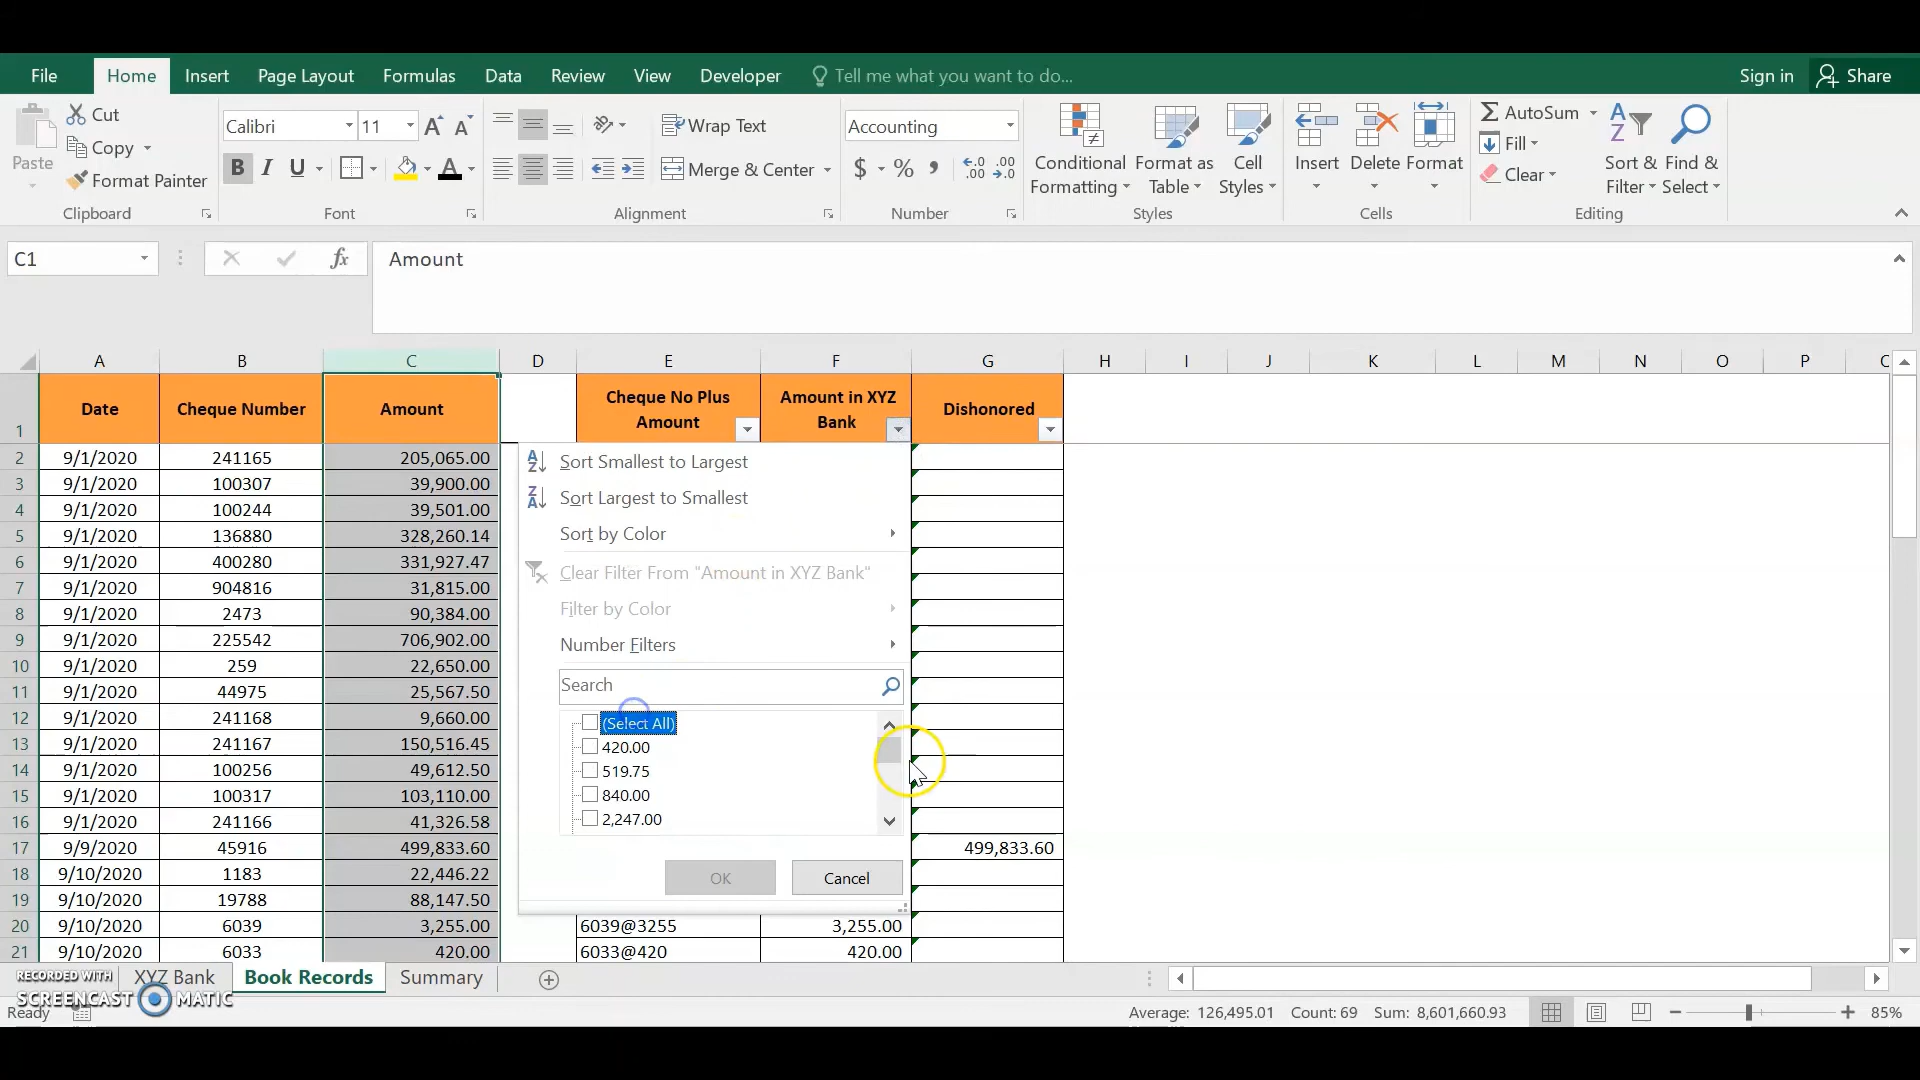 File Home Insert Page Layout Formulas Data Review View Developer Tell me what you want to do... Sign in Share
Paste Cut Copy Format Painter Clipboard
Calibri 11 B I U A Font
Wrap Text Merge & Center Alignment
Accounting $ % , Number
Conditional Formatting Format as Table Cell Styles Styles
Insert Delete Format Cells
AutoSum Fill Clear Sort & Filter Find & Select Editing
C1 fx Amount
A B C D E F G H I J K L M N O P
1 Date Cheque Number Amount Cheque No Plus Amount Amount in XYZ Bank Dishonored
2 9/1/2020 241165 205,065.00
3 9/1/2020 100307 39,900.00
4 9/1/2020 100244 39,501.00
5 9/1/2020 136880 328,260.14
6 9/1/2020 400280 331,927.47
7 9/1/2020 904816 31,815.00
8 9/1/2020 2473 90,384.00
9 9/1/2020 225542 706,902.00
10 9/1/2020 259 22,650.00
11 9/1/2020 44975 25,567.50
12 9/1/2020 241168 9,660.00
13 9/1/2020 241167 150,516.45
14 9/1/2020 100256 49,612.50
15 9/1/2020 100317 103,110.00
16 9/1/2020 241166 41,326.58
17 9/9/2020 45916 499,833.60 499,833.60
18 9/10/2020 1183 22,446.22
19 9/10/2020 19788 88,147.50
20 9/10/2020 6039 3,255.00 6039@3255 3,255.00
21 9/10/2020 6033 420.00 6033@420 420.00
Sort Smallest to Largest
Sort Largest to Smallest
Sort by Color
Clear Filter From "Amount in XYZ Bank"
Filter by Color
Number Filters
Search
(Select All)
420.00
519.75
840.00
2,247.00
OK Cancel
XYZ Bank Book Records Summary
RECORDED WITH
SCREENCAST MATIC
Ready Average: 126,495.01 Count: 69 Sum: 8,601,660.93 85%